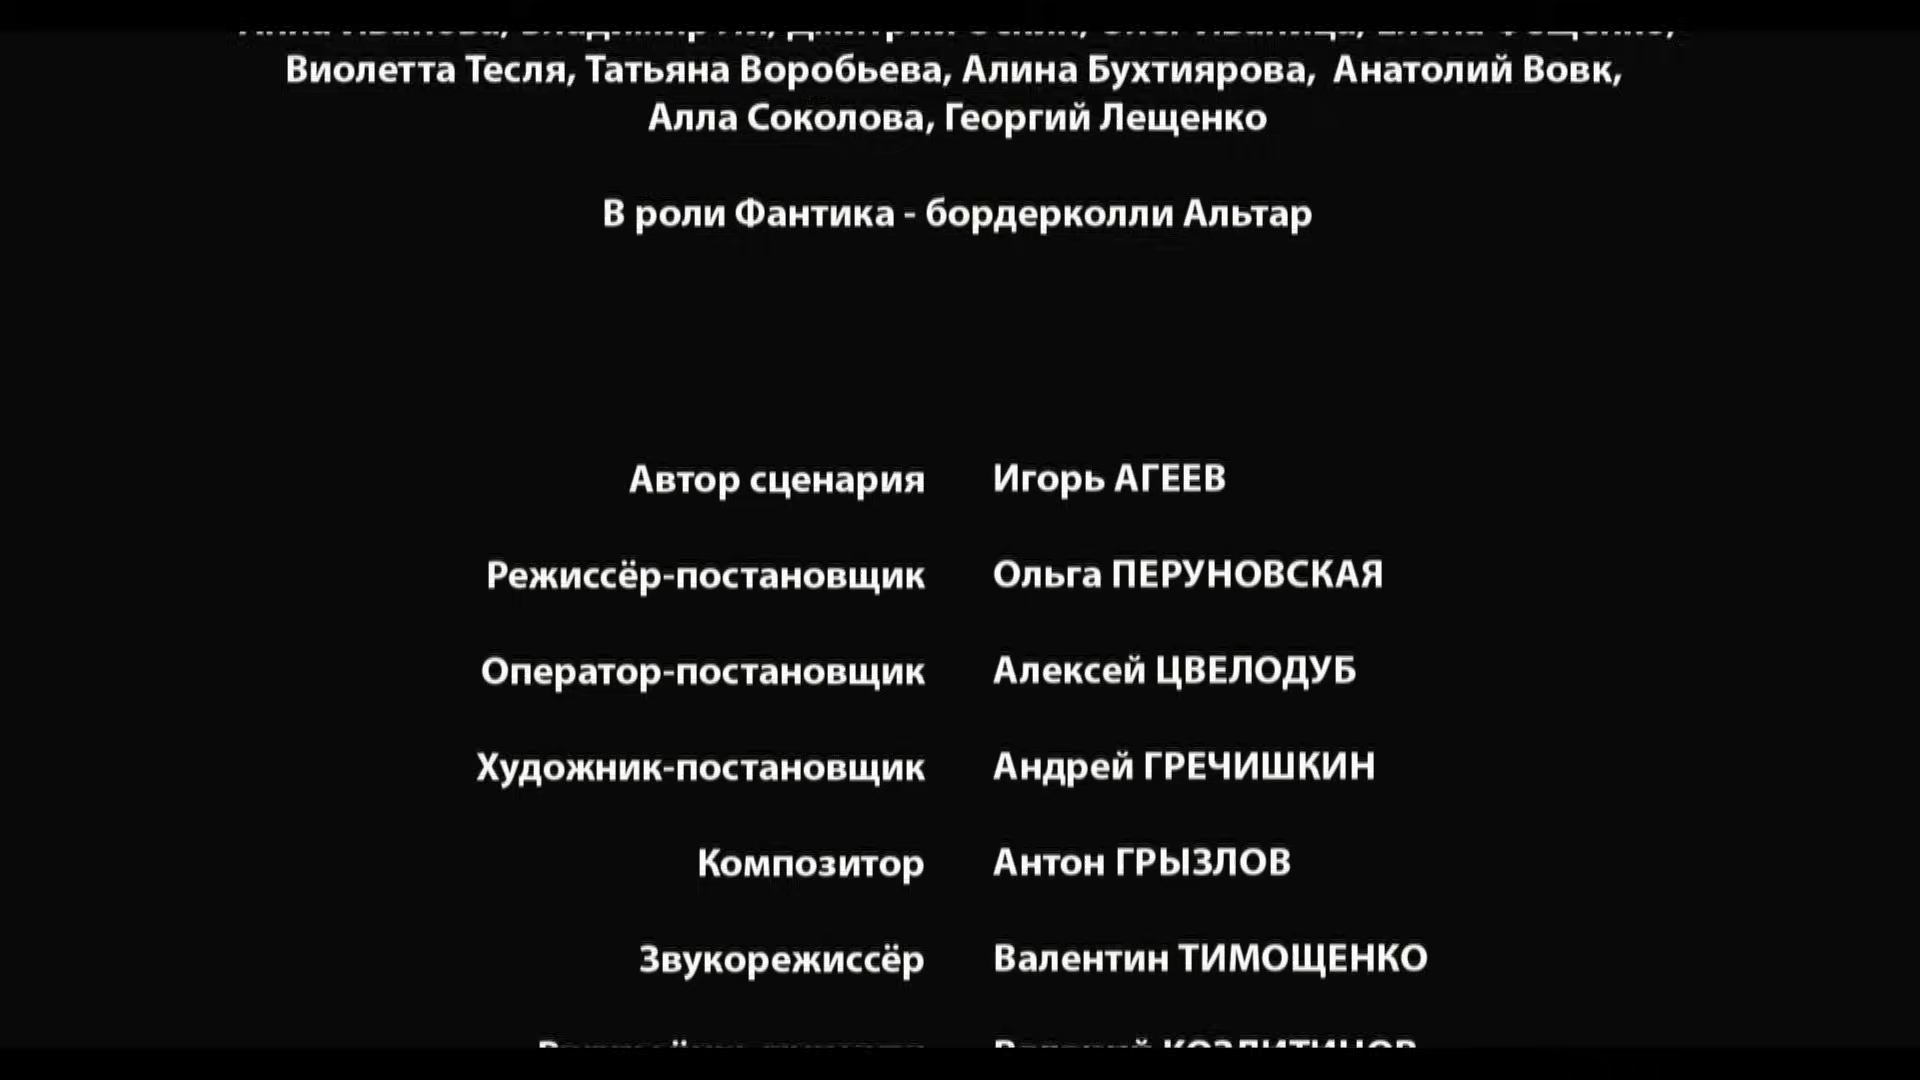 Виолетта Тесля, Татьяна Воробьева, Алина Бухтиярова, Анатолий Вовк,
Алла Соколова, Георгий Лещенко
В роли Фантика - бордерколли Альтар
Автор сценария Игорь АГЕЕВ
Режиссёр-постановщик Ольга ПЕРУНОВСКАЯ
Оператор-постановщик Алексей ЦВЕЛОДУБ
Художник-постановщик Андрей ГРЕЧИШКИН
Композитор Антон ГРЫЗЛОВ
Звукорежиссёр Валентин ТИМОЩЕНКО